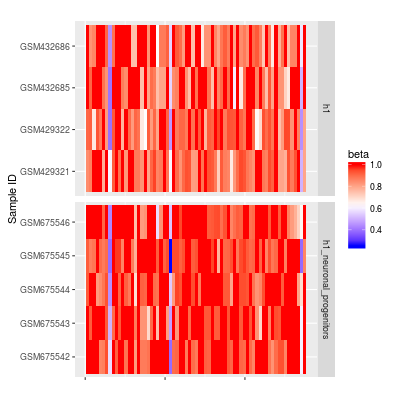 GSM432686
GSM432685
GSM429322
GSM429321
h1
GSM675546
GSM675545
GSM675544
GSM675543
GSM675542
h1_neuronal_progenitors
Sample ID
beta
1.0
0.8
0.6
0.4